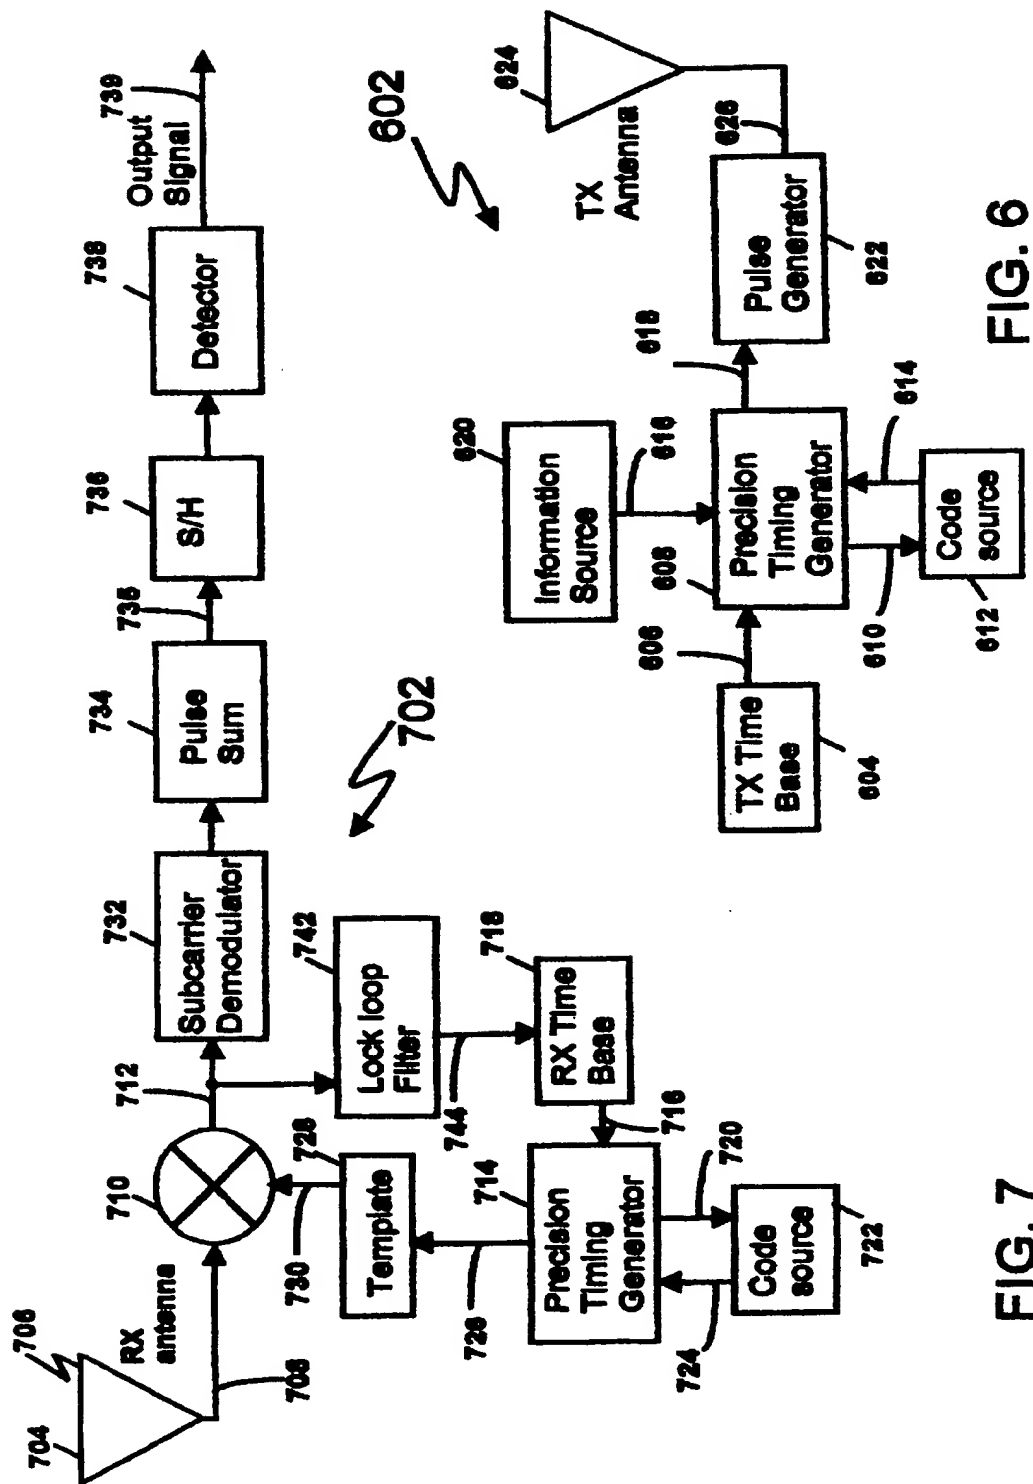 704
706
RX
antenna
708
710
712
Subcarrier
Demodulator
732
Pulse
Sum
734
735
S/H
736
Detector
738
Output
Signal
739
Lock loop
Filter
742
744
RX Time
Base
718
716
Template
728
730
726
Precision
Timing
Generator
714
720
724
Code
source
722
702
FIG. 7
602
TX Time
Base
604
606
Precision
Timing
Generator
608
Information
Source
620
616
610
614
Code
source
612
618
Pulse
Generator
622
626
TX
Antenna
624
FIG. 6